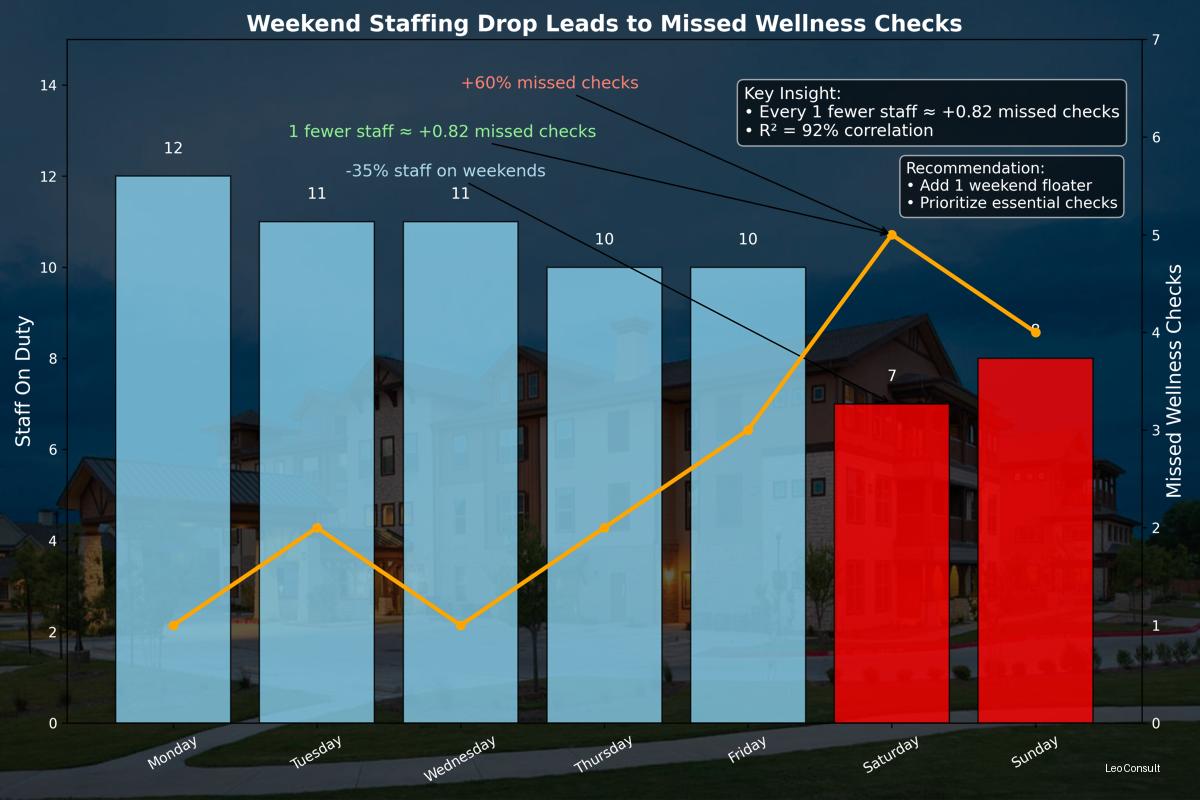 Weekend Staffing Drop Leads to Missed Wellness Checks
+60% missed checks
1 fewer staff ≈ +0.82 missed checks
-35% staff on weekends
Key Insight:
• Every 1 fewer staff ≈ +0.82 missed checks
• R² = 92% correlation
Recommendation:
• Add 1 weekend floater
• Prioritize essential checks
Staff On Duty
14
12
10
8
6
4
2
0
12
11
11
10
10
7
8
7
6
5
4
3
2
1
0
Missed Wellness Checks
Monday
Tuesday
Wednesday
Thursday
Friday
Saturday
Sunday
LeoConsult